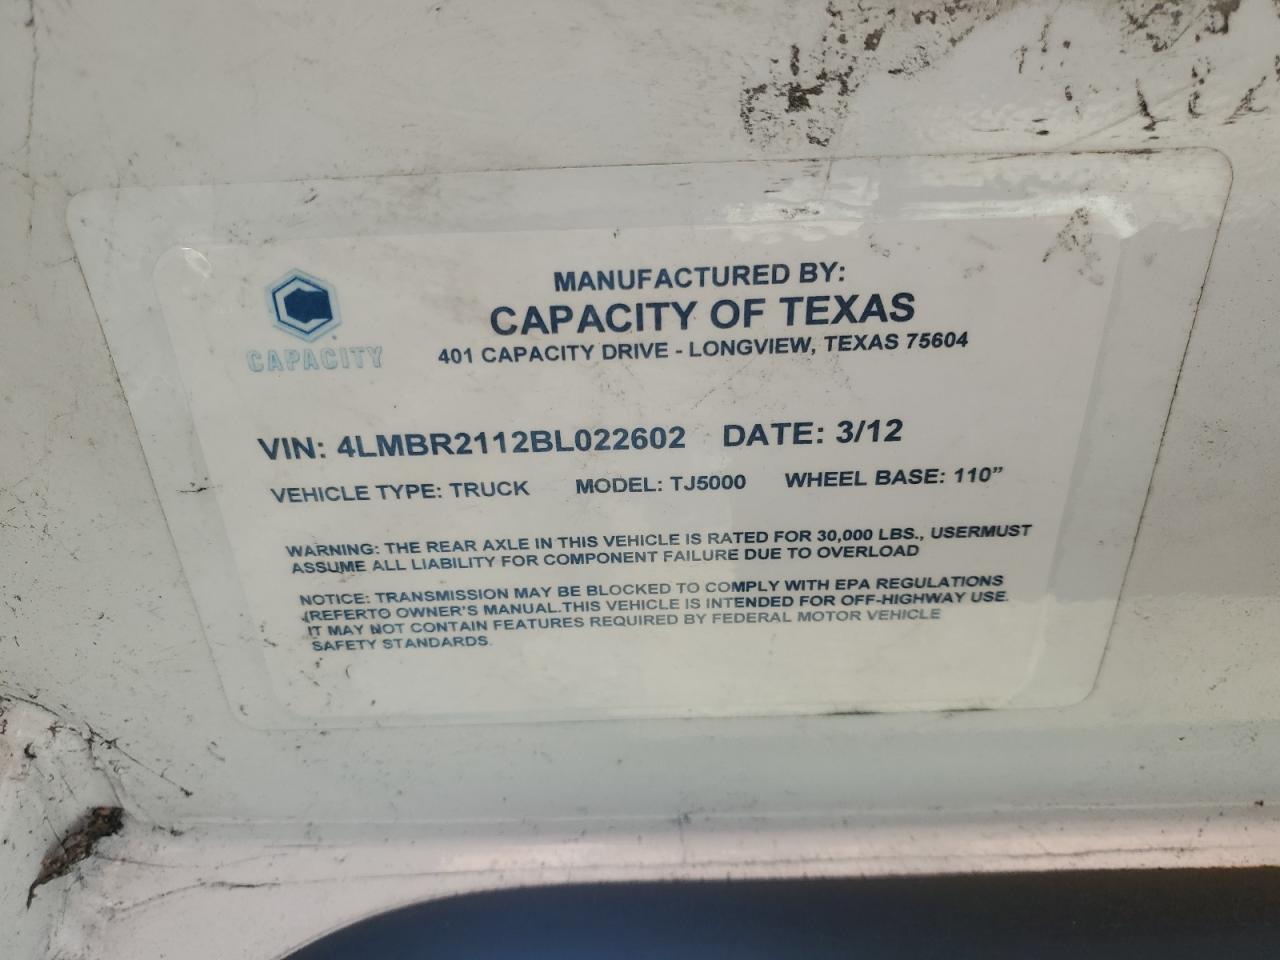 CAPACITY
MANUFACTURED BY:
CAPACITY OF TEXAS
401 CAPACITY DRIVE - LONGVIEW, TEXAS 75604
VIN: 4LMBR2112BL022602 DATE: 3/12
VEHICLE TYPE: TRUCK MODEL: TJ5000 WHEEL BASE: 110"
WARNING: THE REAR AXLE IN THIS VEHICLE IS RATED FOR 30,000 LBS., USERMUST
ASSUME ALL LIABILITY FOR COMPONENT FAILURE DUE TO OVERLOAD
NOTICE: TRANSMISSION MAY BE BLOCKED TO COMPLY WITH EPA REGULATIONS
(REFERTO OWNER'S MANUAL.THIS VEHICLE IS INTENDED FOR OFF-HIGHWAY USE.
IT MAY NOT CONTAIN FEATURES REQUIRED BY FEDERAL MOTOR VEHICLE
SAFETY STANDARDS.